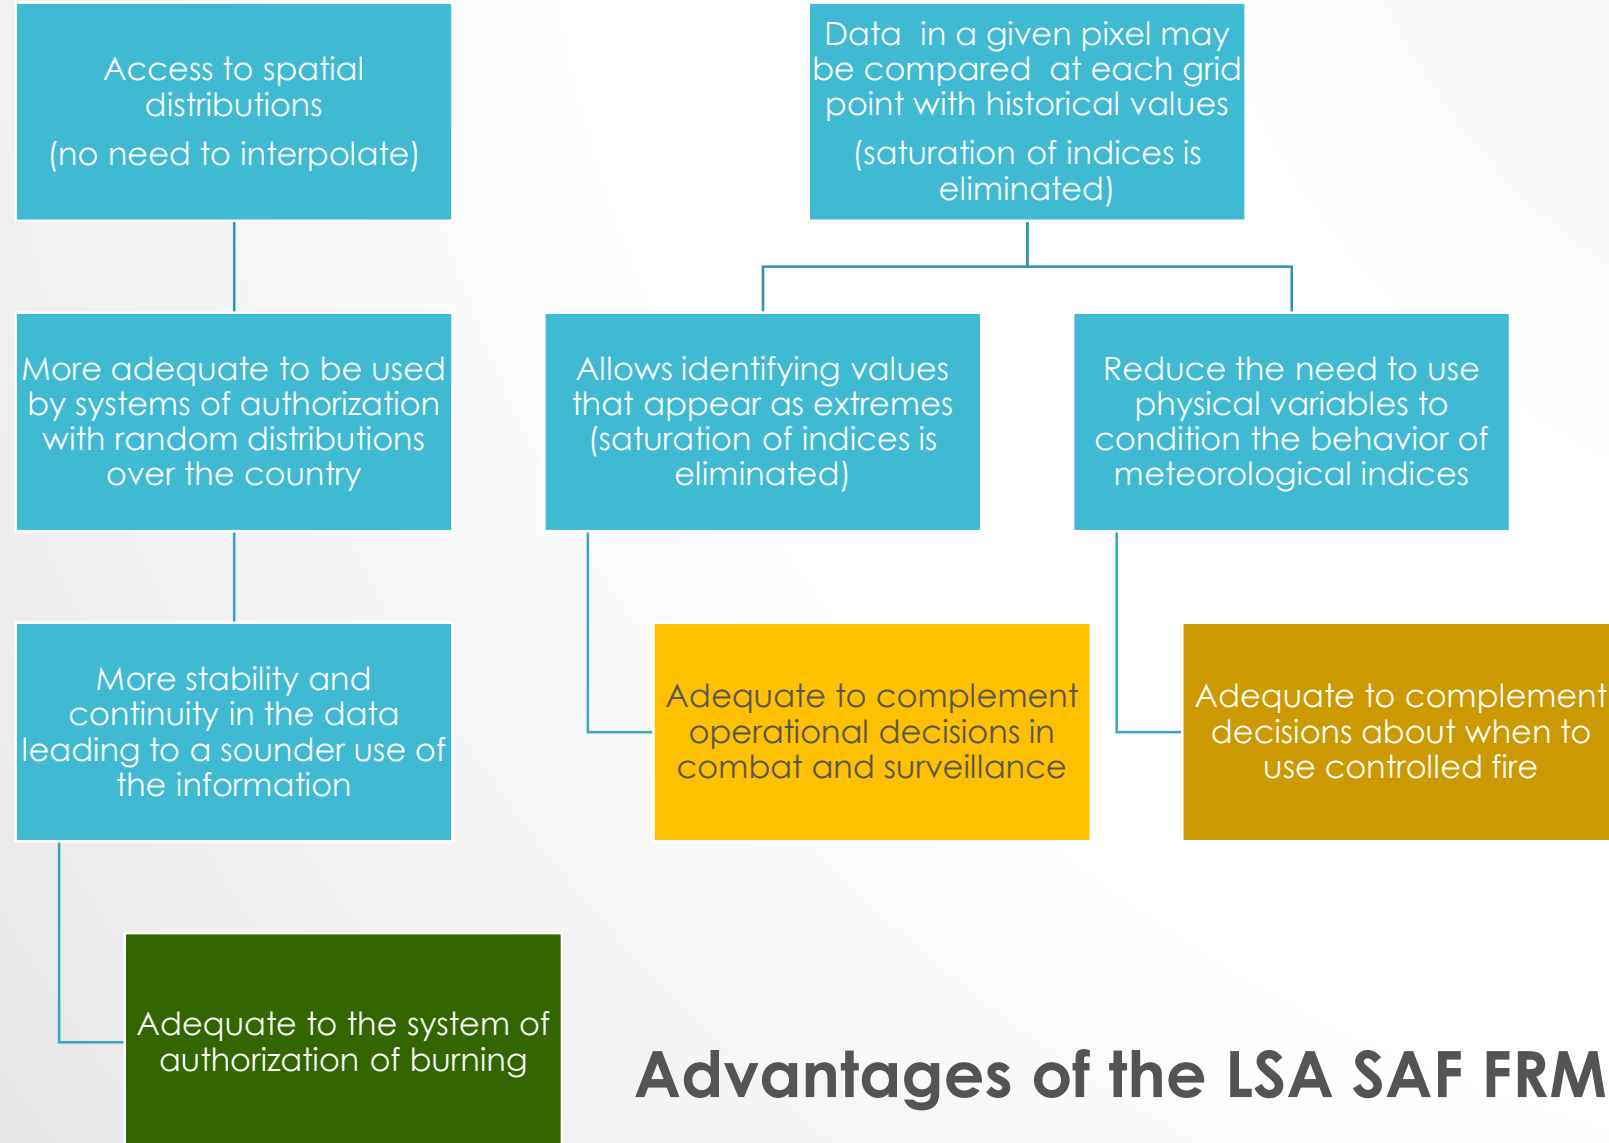 Access to spatial
distributions
(no need to interpolate)
More adequate to be used
by systems of authorization
with random distributions
over the country
More stability and
continuity in the data
leading to a sounder use of
the information
Adequate to the system of
authorization of burning
Data in a given pixel may
be compared at each grid
point with historical values
(saturation of indices is
eliminated)
Allows identifying values
that appear as extremes
(saturation of indices is
eliminated)
Adequate to complement
operational decisions in
combat and surveillance
Reduce the need to use
physical variables to
condition the behavior of
meteorological indices
Adequate to complement
decisions about when to
use controlled fire
Advantages of the LSA SAF FRM